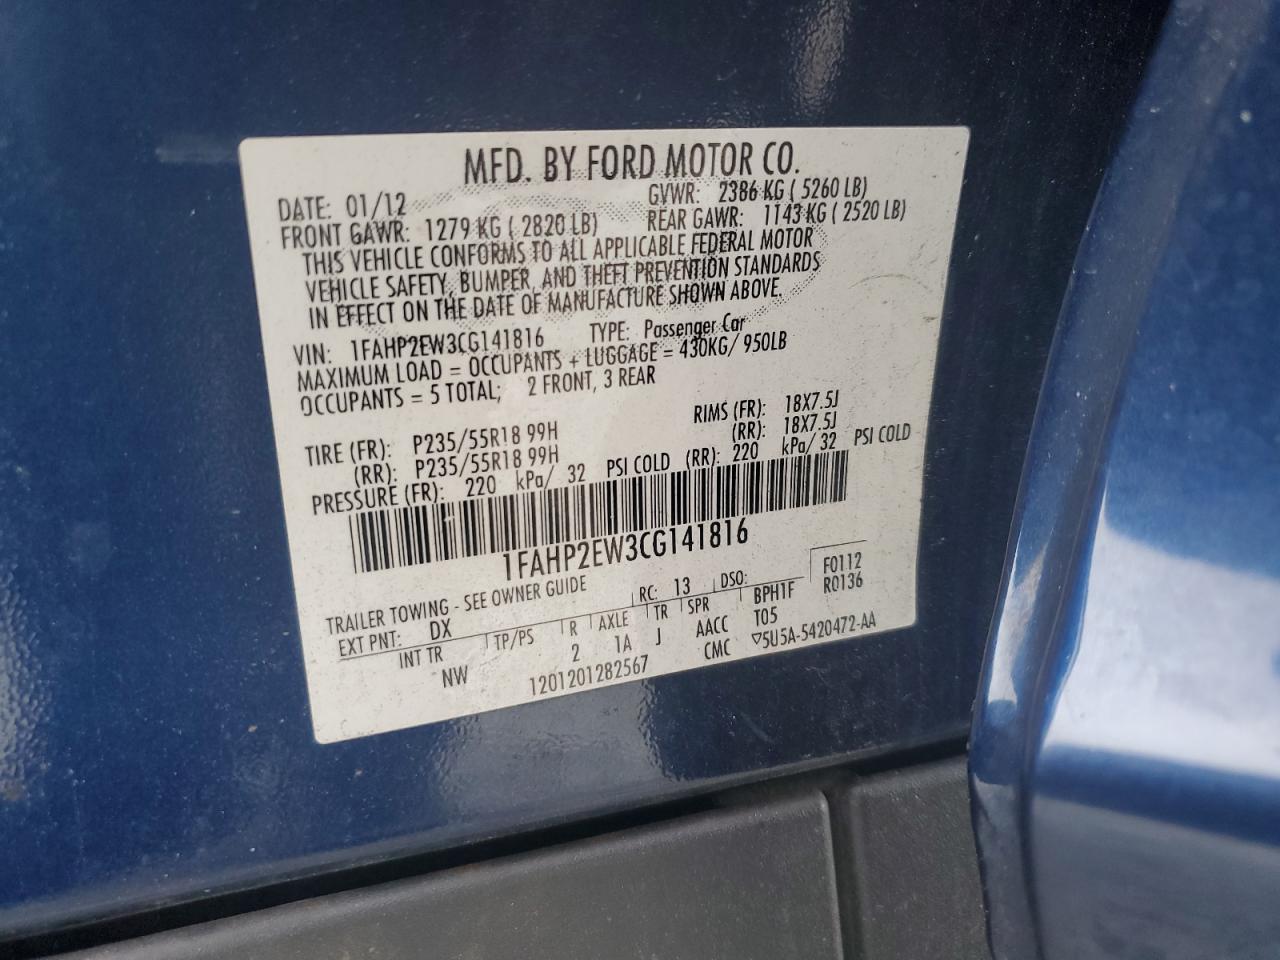 MFD. BY FORD MOTOR CO.
DATE: 01/12 GVWR: 2386 KG ( 5260 LB)
FRONT GAWR: 1279 KG ( 2820 LB) REAR GAWR: 1143 KG ( 2520 LB)
THIS VEHICLE CONFORMS TO ALL APPLICABLE FEDERAL MOTOR
VEHICLE SAFETY, BUMPER, AND THEFT PREVENTION STANDARDS
IN EFFECT ON THE DATE OF MANUFACTURE SHOWN ABOVE.
VIN: 1FAHP2EW3CG141816 TYPE: Passenger Car
MAXIMUM LOAD = OCCUPANTS + LUGGAGE = 430KG/ 950LB
OCCUPANTS = 5 TOTAL; 2 FRONT, 3 REAR
TIRE (FR): P235/55R18 99H RIMS (FR): 18X7.5J
(RR): P235/55R18 99H (RR): 18X7.5J
PRESSURE (FR): 220 kPa/ 32 PSI COLD (RR): 220 kPa/ 32 PSI COLD
1FAHP2EW3CG141816
TRAILER TOWING - SEE OWNER GUIDE
EXT PNT: DX RC: 13 DSO: F0112
INT TR TP/PS R AXLE TR SPR BPH1F R0136
NW 2 1A J AACC T05
1201201282567 CMC ▽5U5A-5420472-AA